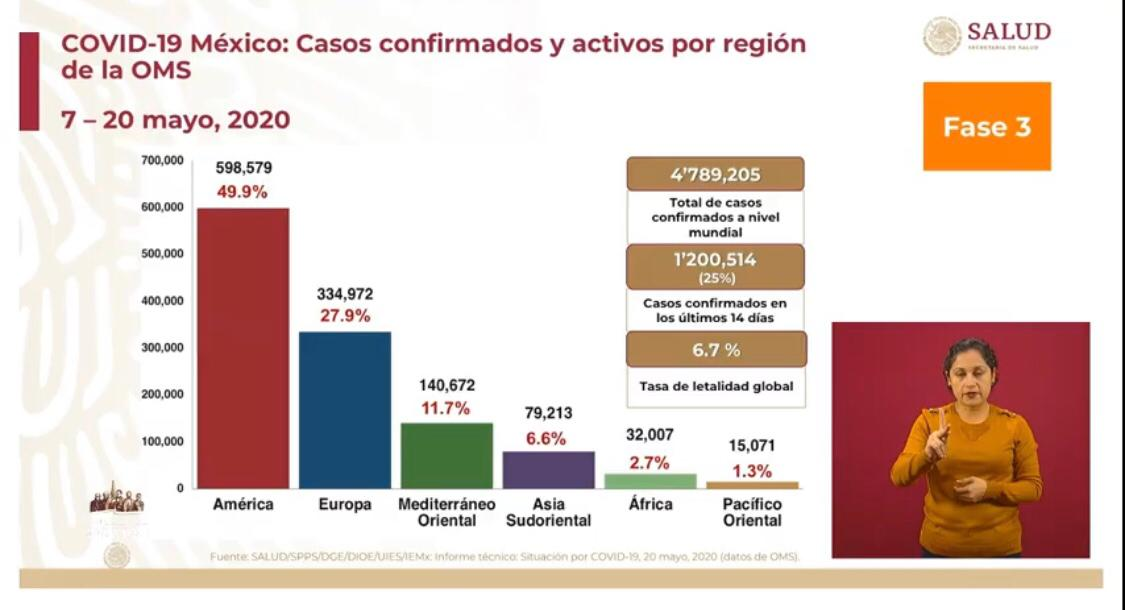 COVID-19 México: Casos confirmados y activos por región
de la OMS
7 – 20 mayo, 2020
SALUD
SECRETARÍA DE SALUD
Fase 3
700,000
600,000
500,000
400,000
300,000
200,000
100,000
0
598,579
49.9%
334,972
27.9%
140,672
11.7%
79,213
6.6%
32,007
2.7%
15,071
1.3%
América
Europa
Mediterráneo
Oriental
Asia
Sudoriental
África
Pacífico
Oriental
4’789,205
Total de casos
confirmados a nivel
mundial
1’200,514
(25%)
Casos confirmados en
los últimos 14 días
6.7 %
Tasa de letalidad global
Fuente: SALUD/SPPS/DGE/DIOE/UIES/IEMx: Informe técnico: Situación por COVID-19, 20 mayo, 2020 (datos de OMS).